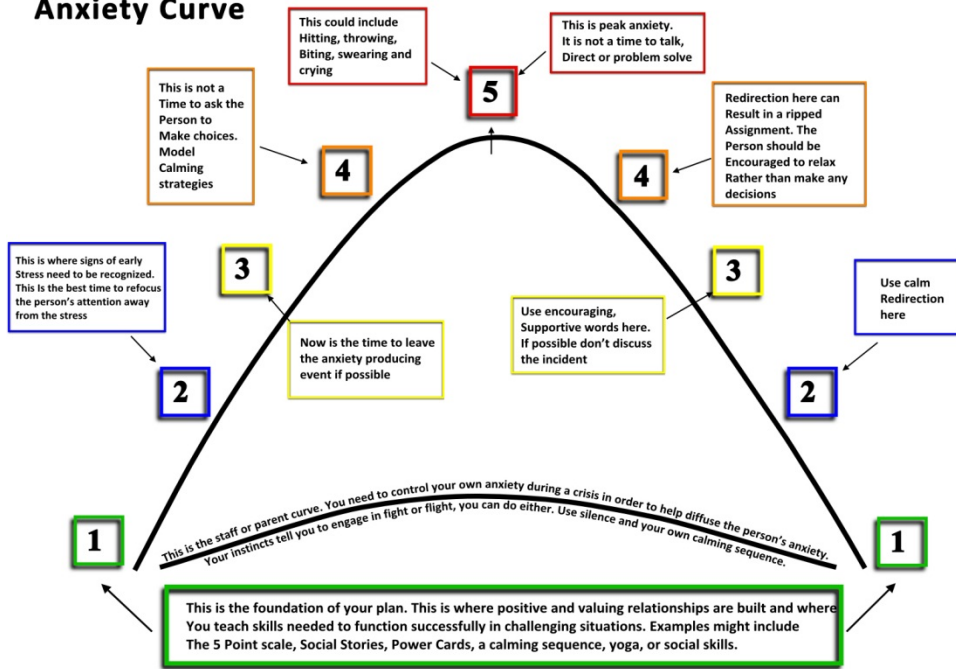 Anxiety Curve
This could include
Hitting, throwing,
Biting, swearing and
crying
This is peak anxiety.
It is not a time to talk,
Direct or problem solve
5
This is not a
Time to ask the
Person to
Make choices.
Model
Calming
strategies
4
4
Redirection here can
Result in a ripped
Assignment. The
Person should be
Encouraged to relax
Rather than make any
decisions
This is where signs of early
Stress need to be recognized.
This Is the best time to refocus
the person's attention away
from the stress
3
3
Use calm
Redirection
here
Now is the time to leave
the anxiety producing
event if possible
Use encouraging,
Supportive words here.
If possible don't discuss
the incident
2
2
This is the staff or parent curve. You need to control your own anxiety during a crisis in order to help diffuse the person's anxiety.
Your instincts tell you to engage in fight or flight, you can do either. Use silence and your own calming sequence.
1
1
This is the foundation of your plan. This is where positive and valuing relationships are built and where
You teach skills needed to function successfully in challenging situations. Examples might include
The 5 Point scale, Social Stories, Power Cards, a calming sequence, yoga, or social skills.